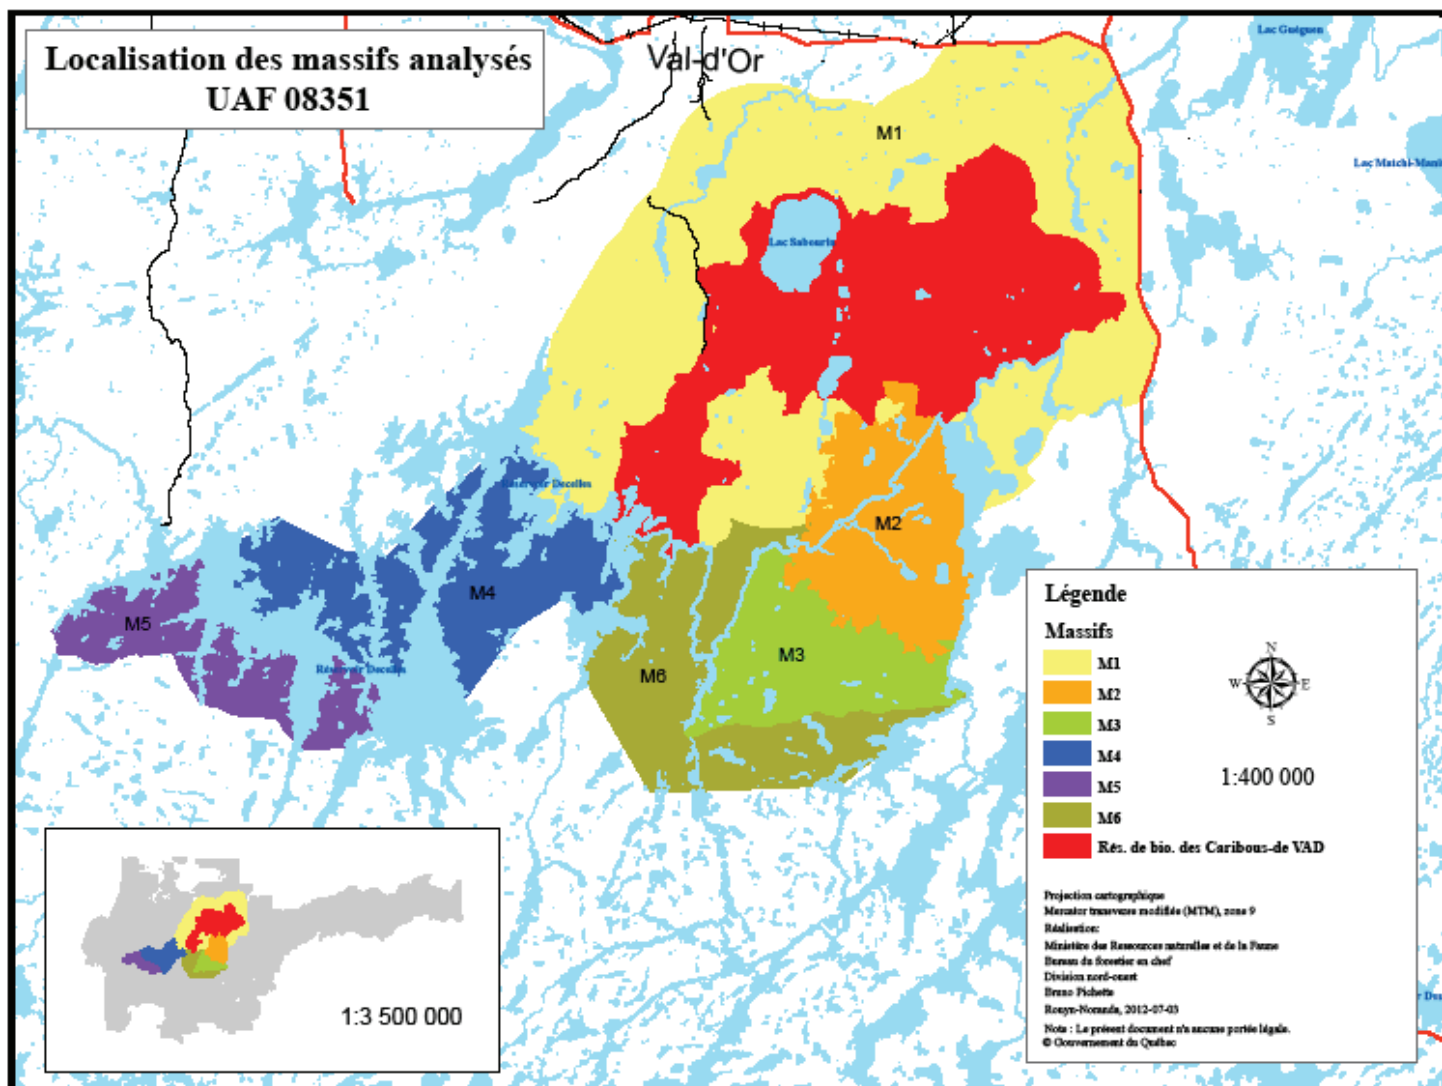 Localisation des massifs analysés
UAF 08351
Val-d'Or
Lac Guéguen
Lac Matchi-Mani
M1
Lac Sabourin
Réservoir Decelles
M2
M4
M5
M3
M6
Réservoir Decelles
Légende
Massifs
M1
M2
M3
M4
M5
M6
Rés. de bio. des Caribous-de VAD
N
W
E
S
1:400 000
Projection cartographique
Mercator transverse modifiée (MTM), zone 9
Réalisation:
Ministère des Ressources naturelles et de la Faune
Bureau du forestier en chef
Division nord-ouest
Bruno Pichette
Rouyn-Noranda, 2012-07-03
Note : Le présent document n'a aucune portée légale.
© Gouvernement du Québec
1:3 500 000